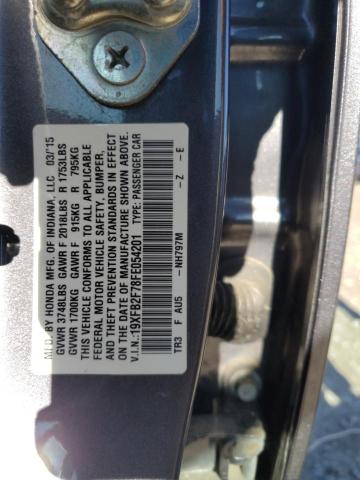 MFD. BY HONDA MFG. OF INDIANA, LLC 03/15
GVWR 3748LBS GAWR F 2018LBS R 1753LBS
GVWR 1700KG GAWR F 915KG R 795KG
THIS VEHICLE CONFORMS TO ALL APPLICABLE
FEDERAL MOTOR VEHICLE SAFETY, BUMPER,
AND THEFT PREVENTION STANDARDS IN EFFECT
ON THE DATE OF MANUFACTURE SHOWN ABOVE.
V.I.N.: 19XFB2F78FE054201 TYPE: PASSENGER CAR
TR3 F AU5 -NH797M -Z -E